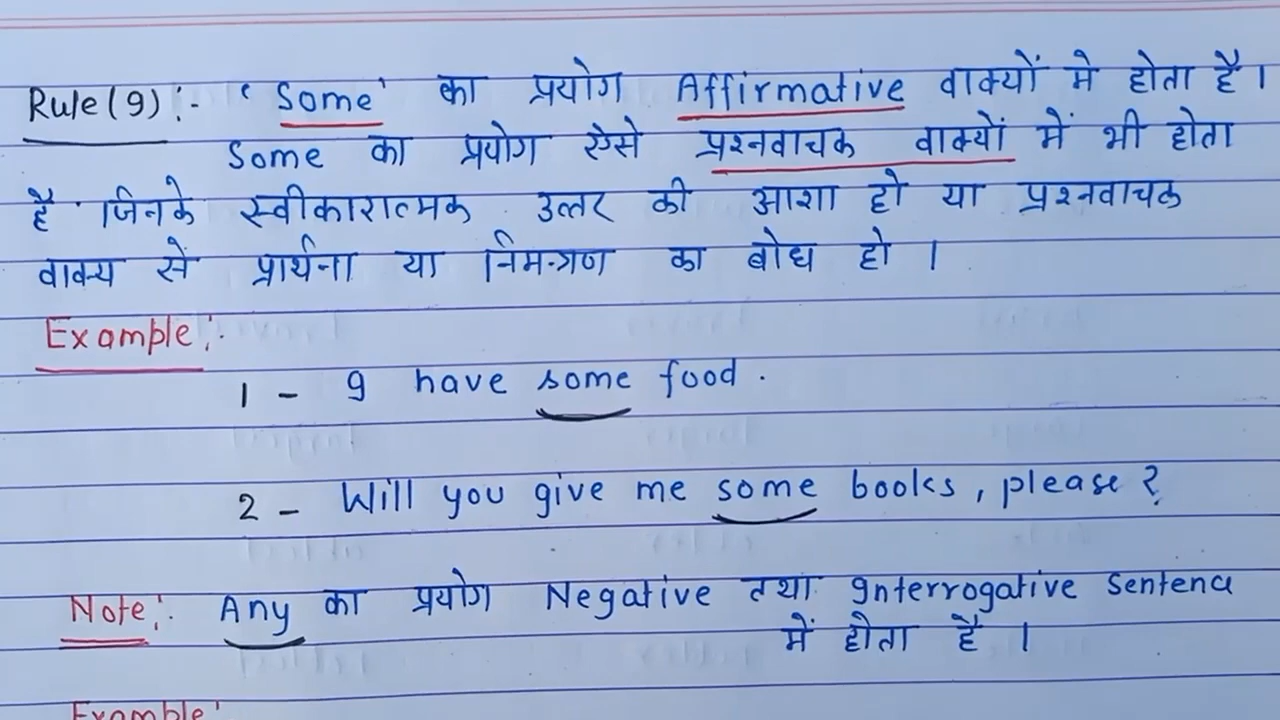 Rule(9):- 'Some' का प्रयोग Affirmative वाक्यों मे होता है।
Some का प्रयोग ऐसे प्रश्नवाचक वाक्यों में भी होता
है जिनके स्वीकारात्मक उत्तर की आशा हो या प्रश्नवाचक
वाक्य से प्रार्थना या निमन्त्रण का बोध हो ।
Example:-
1 - I have some food.
2 - Will you give me some books, please?
Note:- Any का प्रयोग Negative तथा Interrogative sentence
में होता है ।
Example: